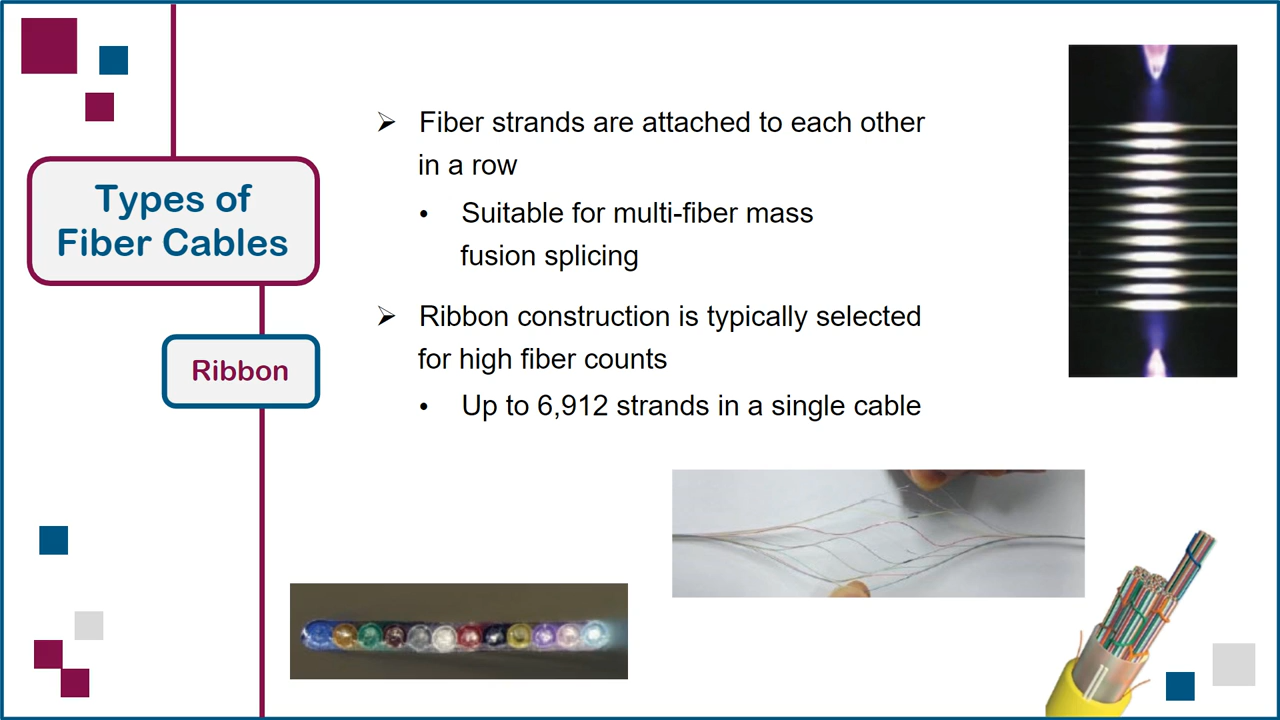 Types of
Fiber Cables
Ribbon
➢ Fiber strands are attached to each other
in a row
• Suitable for multi-fiber mass
fusion splicing
➢ Ribbon construction is typically selected
for high fiber counts
• Up to 6,912 strands in a single cable